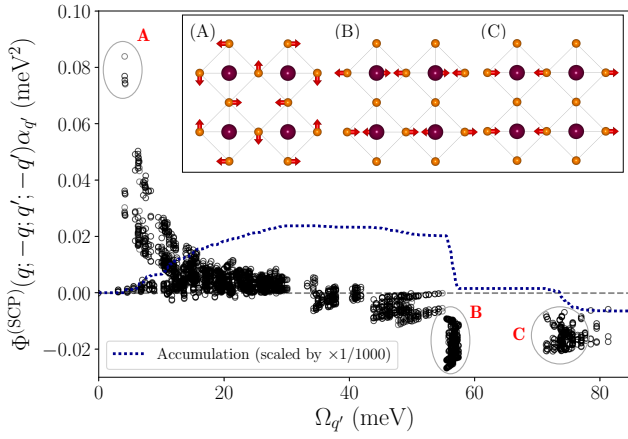 (A)
(B)
(C)
A
B
C
0.10
0.08
0.06
0.04
0.02
0.00
−0.02
Φ(SCP)(q; −q; q′; −q′)αq′ (meV²)
Accumulation (scaled by ×1/1000)
0
20
40
60
80
Ωq′ (meV)